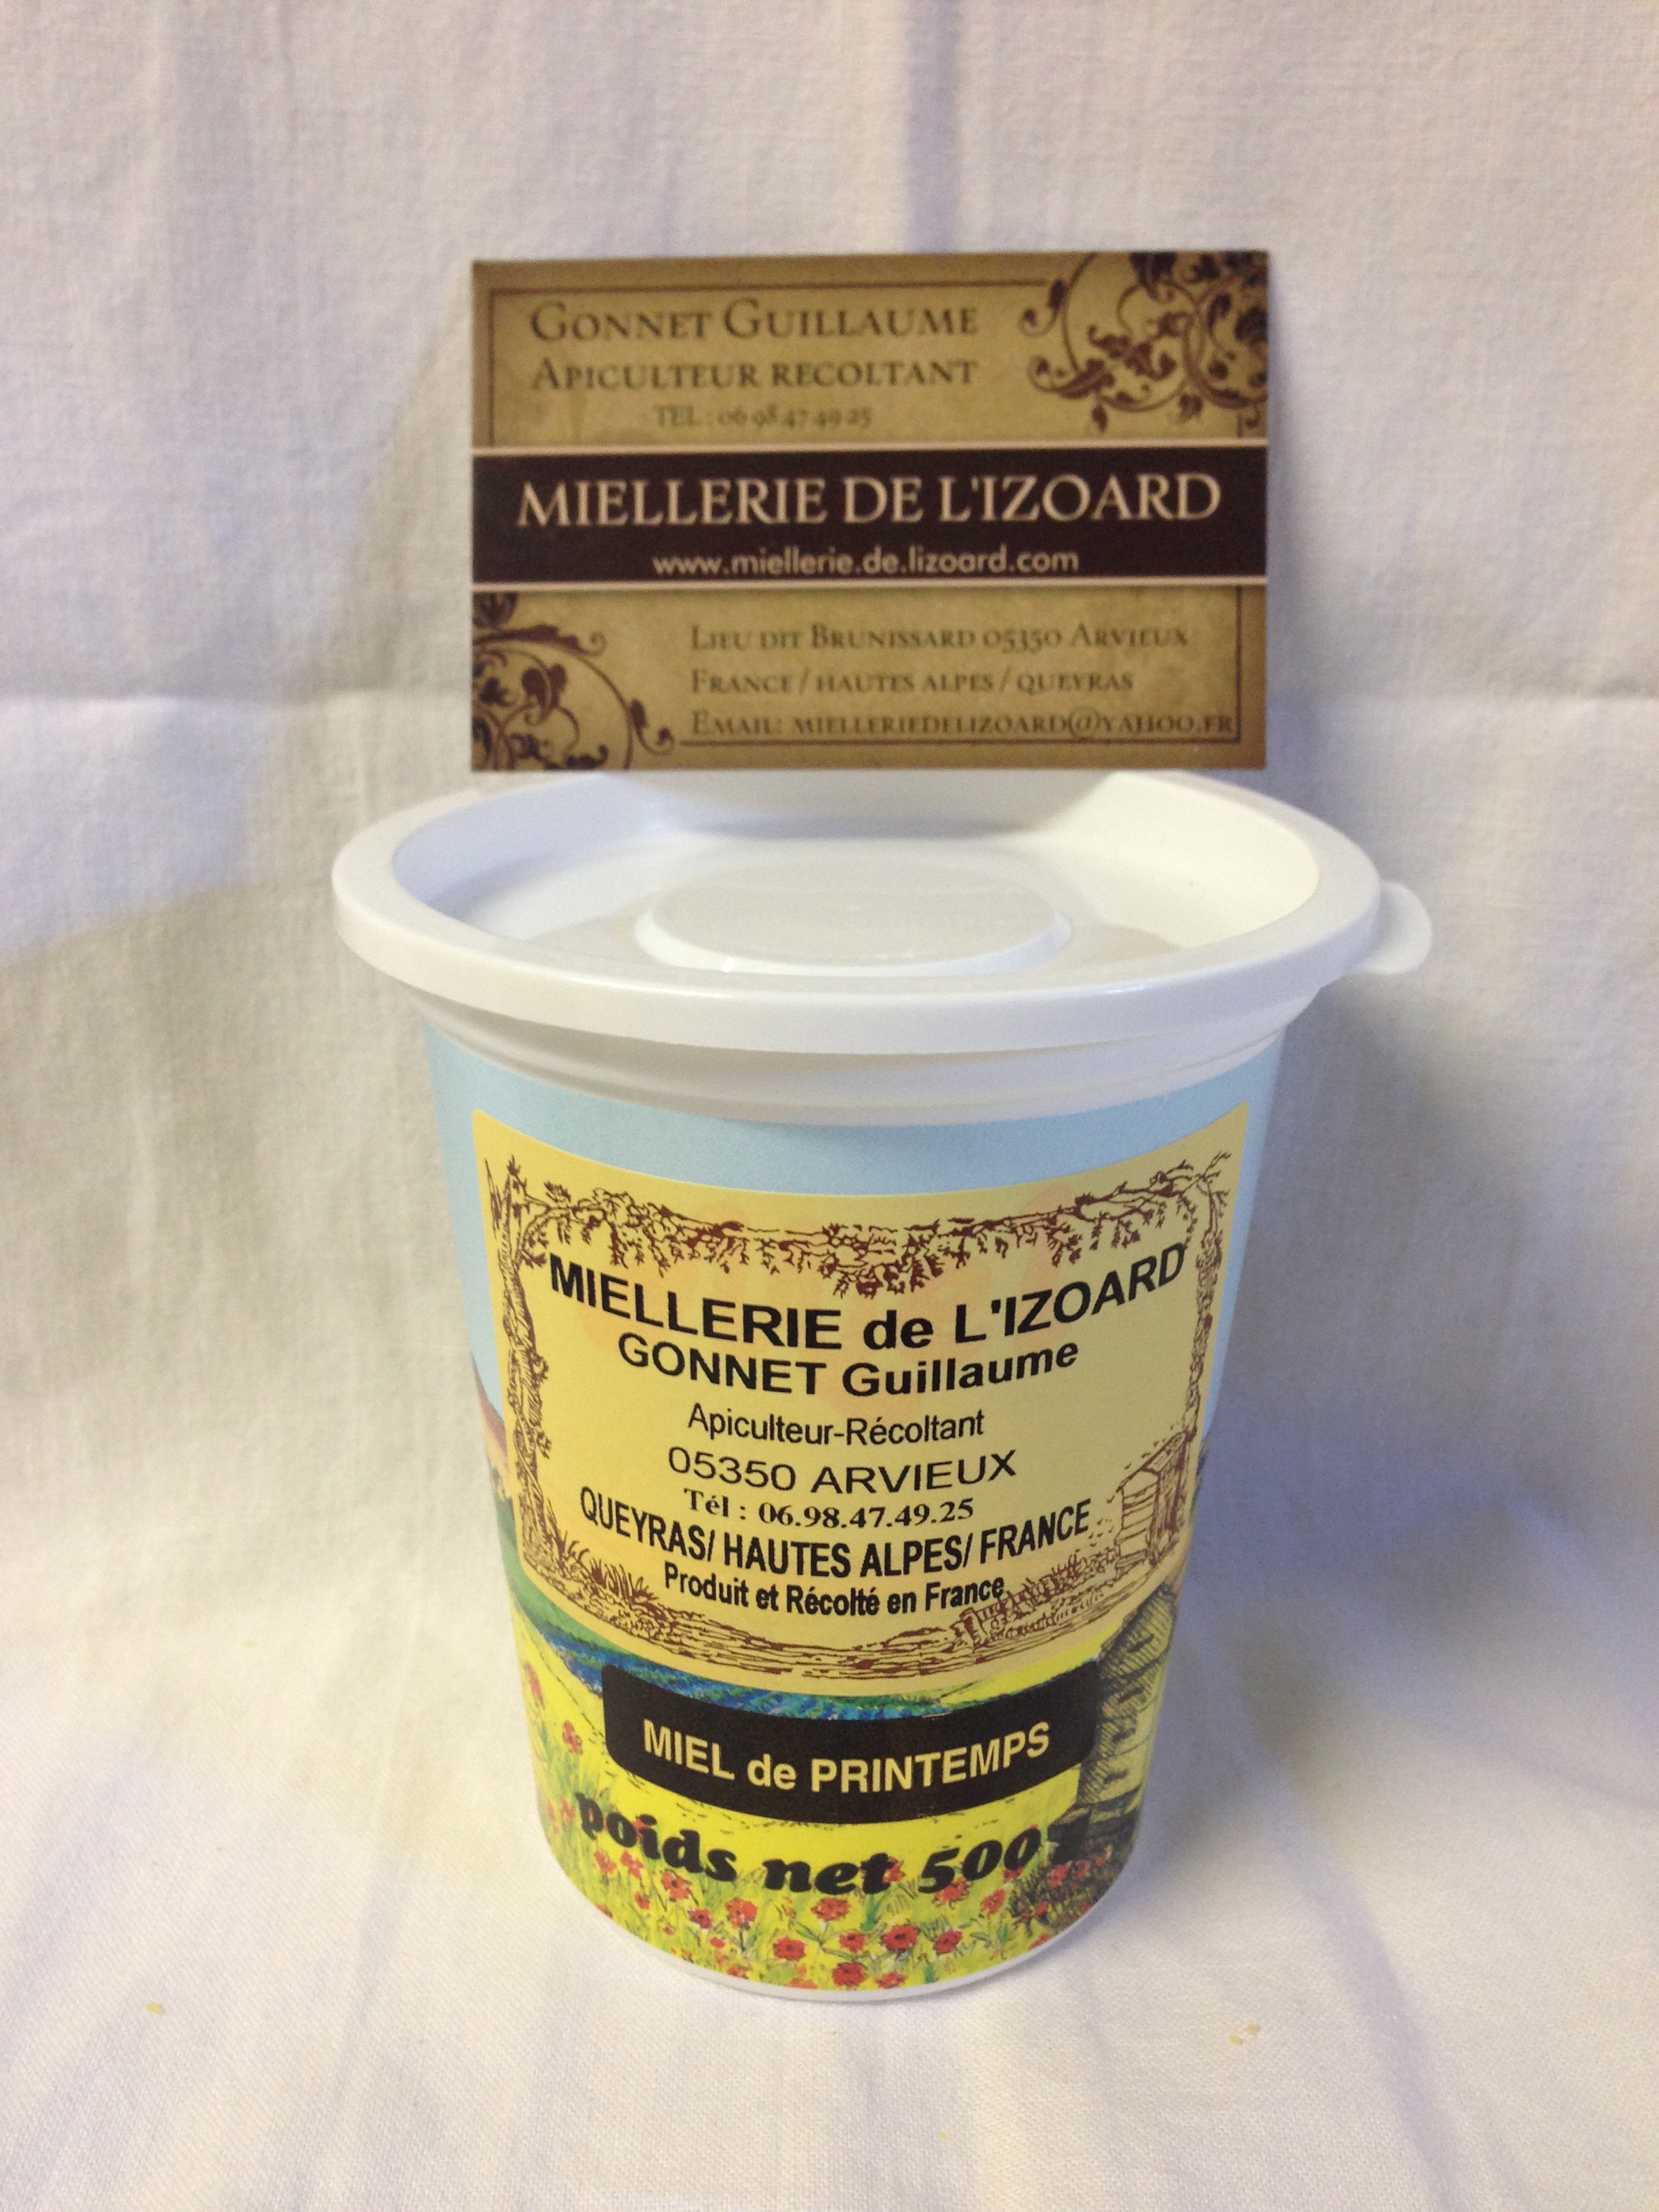 GONNET GUILLAUME
APICULTEUR RECOLTANT
TEL : 06 98 47 49 25
MIELLERIE DE L'IZOARD
www.miellerie.de.lizoard.com
LIEU DIT BRUNISSARD 05350 ARVIEUX
FRANCE / HAUTES ALPES / QUEYRAS
EMAIL: MIELLERIEDELIZOARD@YAHOO.FR
MIELLERIE de L'IZOARD
GONNET Guillaume
Apiculteur-Récoltant
05350 ARVIEUX
Tél : 06.98.47.49.25
QUEYRAS/ HAUTES ALPES/ FRANCE
Produit et Récolté en France
MIEL de PRINTEMPS
poids net 500g